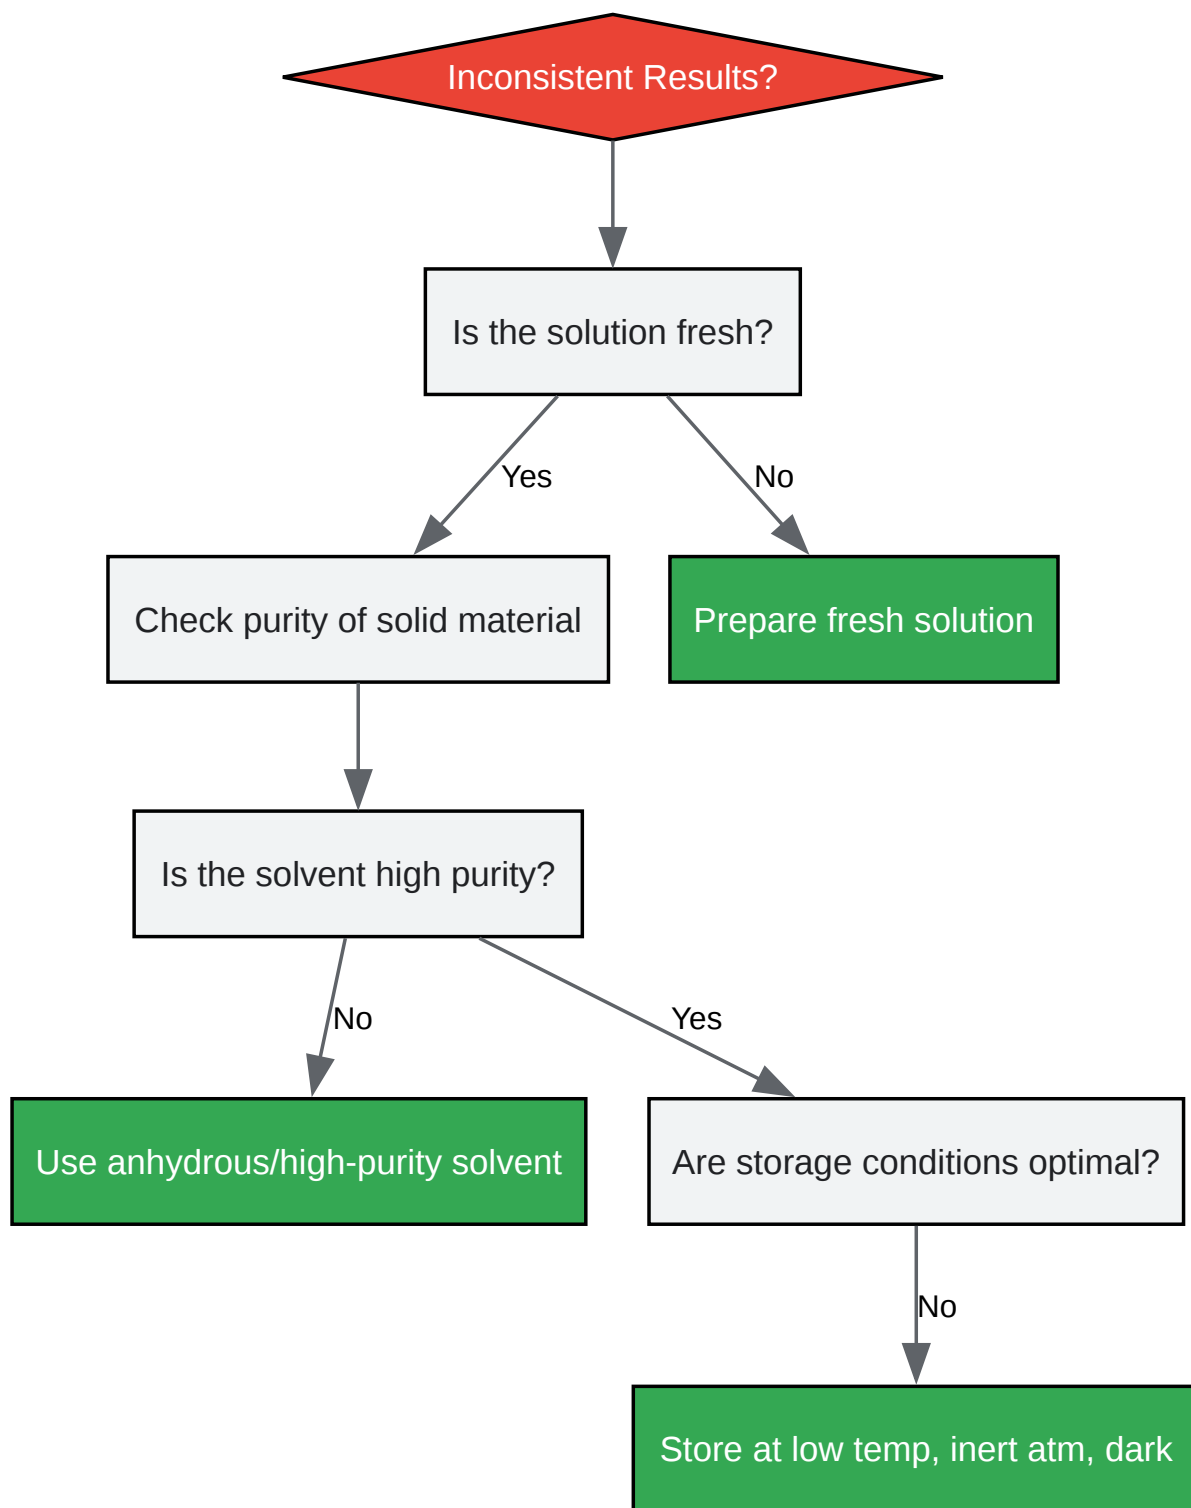 Inconsistent Results?
Is the solution fresh?
Yes
No
Check purity of solid material
Prepare fresh solution
Is the solvent high purity?
No
Yes
Use anhydrous/high-purity solvent
Are storage conditions optimal?
No
Store at low temp, inert atm, dark